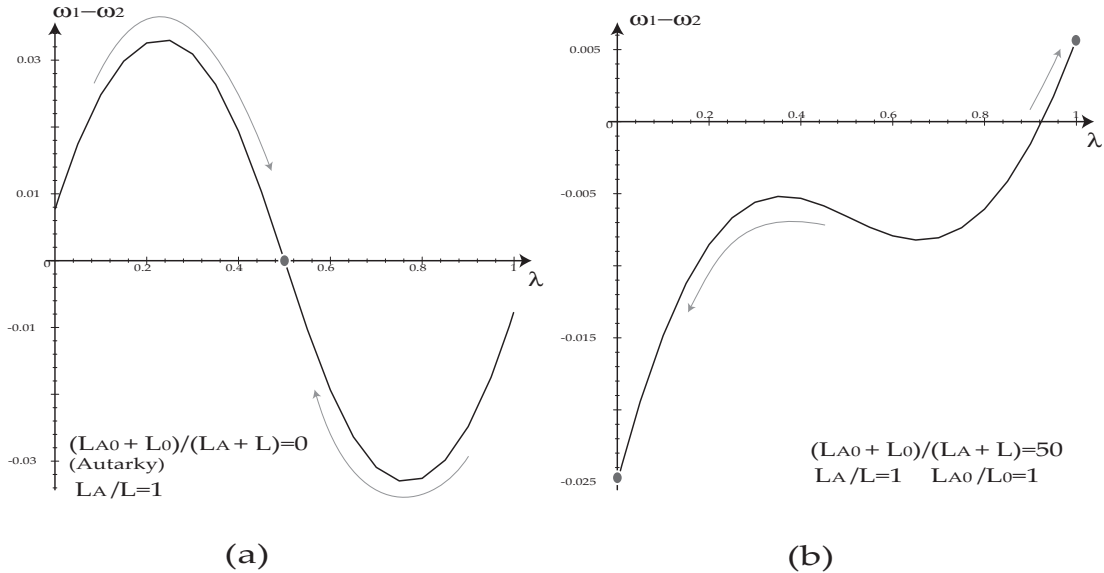 ω1−ω2
0.03
0.01
0
0.2
0.4
0.6
0.8
1
λ
-0.01
-0.03
(LA0 + L0)/(LA + L)=0
(Autarky)
LA/L=1
(a)
ω1−ω2
0.005
0
0.2
0.4
0.6
0.8
1
λ
-0.005
-0.015
-0.025
(LA0 + L0)/(LA + L)=50
LA/L=1 LA0/L0=1
(b)